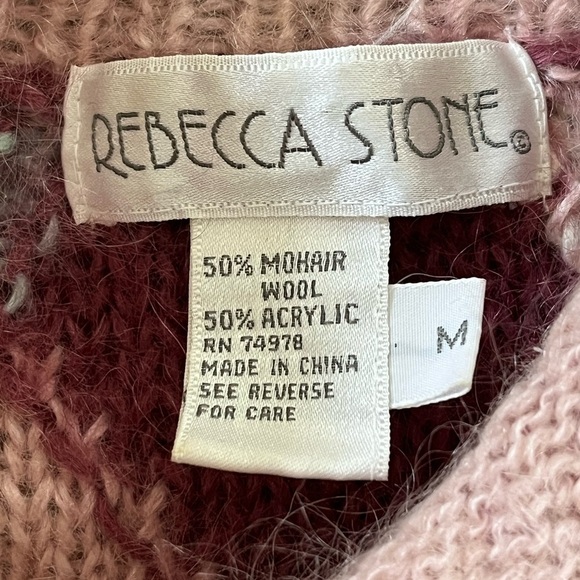 REBECCA STONE®
50% MOHAIR
WOOL
50% ACRYLIC
RN 74978
MADE IN CHINA
SEE REVERSE
FOR CARE
M